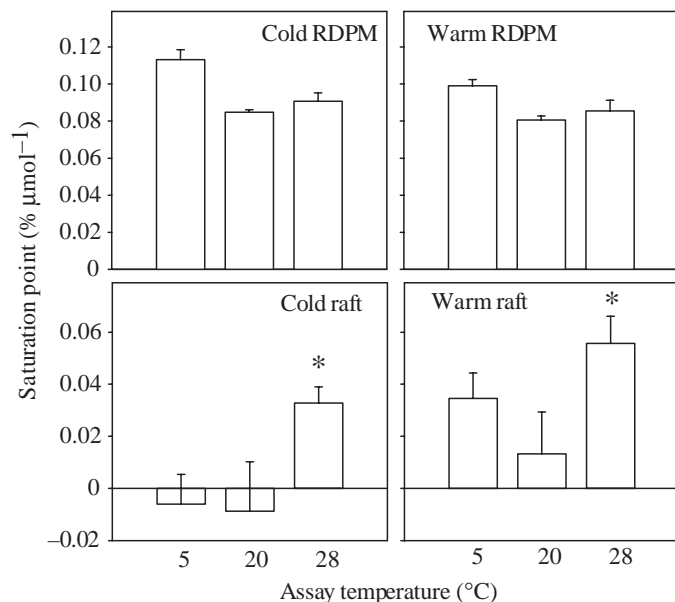 Saturation point (% µmol⁻¹)
Cold RDPM
Warm RDPM
0.12
0.10
0.08
0.06
0.04
0.02
0
Cold raft
Warm raft
*
*
0.06
0.04
0.02
0
–0.02
5 20 28 5 20 28
Assay temperature (°C)